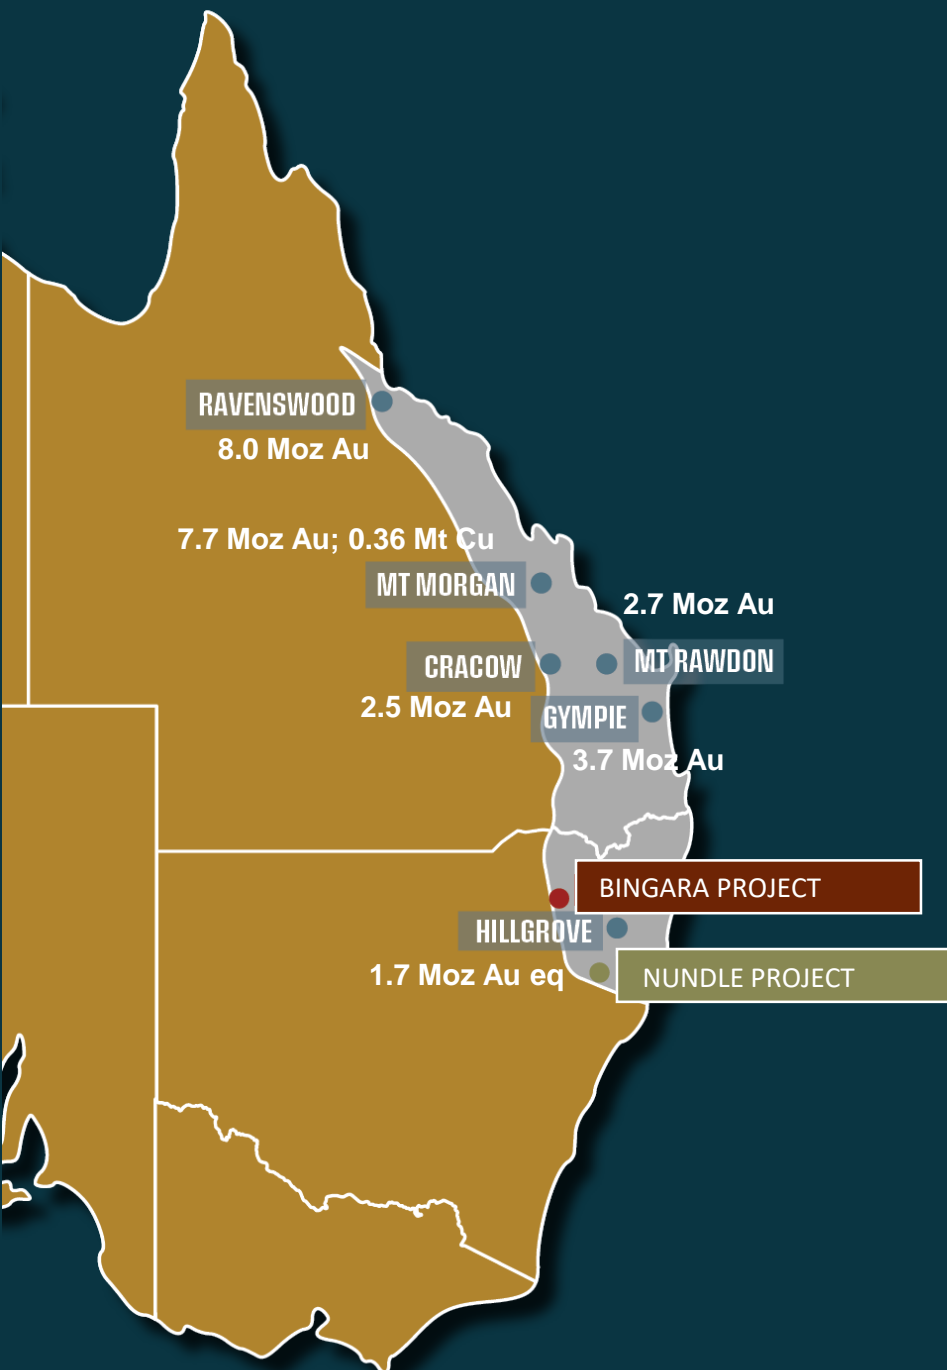 RAVENSWOOD
8.0 Moz Au
7.7 Moz Au; 0.36 Mt Cu
MT MORGAN
2.7 Moz Au
CRACOW
MT RAWDON
2.5 Moz Au
GYMPIE
3.7 Moz Au
BINGARA PROJECT
HILLGROVE
1.7 Moz Au eq
NUNDLE PROJECT